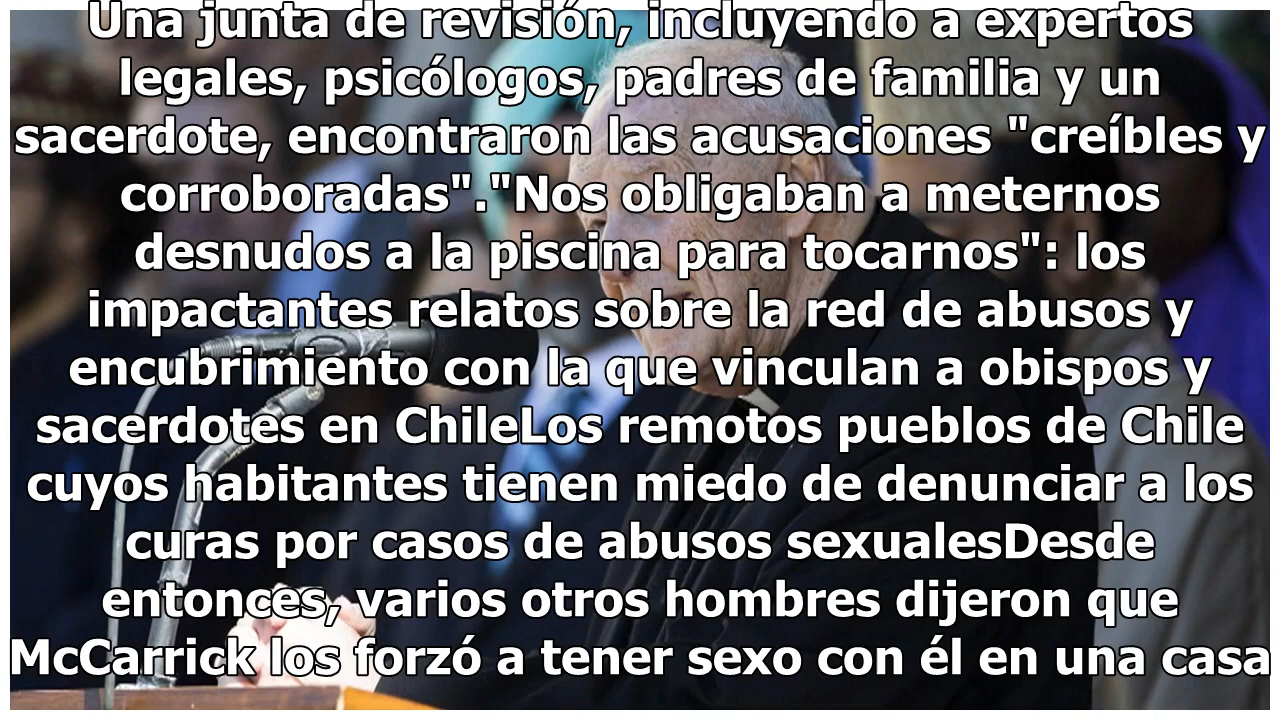 Una junta de revisión, incluyendo a expertos
legales, psicólogos, padres de familia y un
sacerdote, encontraron las acusaciones "creíbles y
corroboradas"."Nos obligaban a meternos
desnudos a la piscina para tocarnos": los
impactantes relatos sobre la red de abusos y
encubrimiento con la que vinculan a obispos y
sacerdotes en ChileLos remotos pueblos de Chile
cuyos habitantes tienen miedo de denunciar a los
curas por casos de abusos sexualesDesde
entonces, varios otros hombres dijeron que
McCarrick los forzó a tener sexo con él en una casa